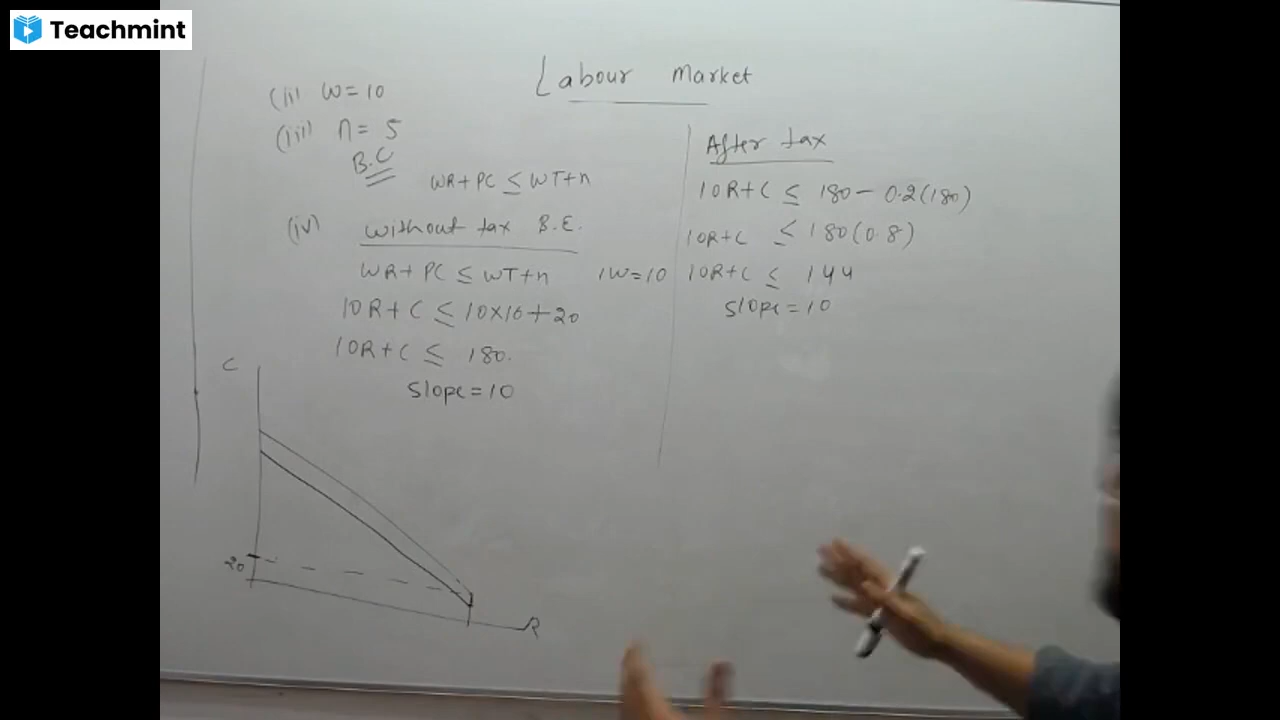 Teachmint
Labour Market
(ii) W=10
(iii) n= 5
B.C
WR+PC ≤ WT+n
(iv) without tax B.E.
WR+PC ≤ WT+n
10R+C ≤ 10×16+20
10R+C ≤ 180.
Slope=10
C
20
R
After tax
10R+C ≤ 180- 0.2(180)
10R+C ≤ 180(0.8)
W=10 10R+C ≤ 144
Slope=10